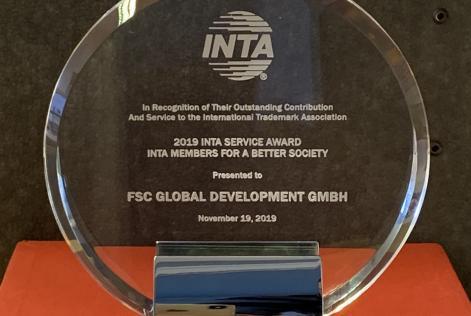 INTA®
In Recognition of Their Outstanding Contribution
And Service to the International Trademark Association
2019 INTA SERVICE AWARD
INTA MEMBERS FOR A BETTER SOCIETY
Presented to
FSC GLOBAL DEVELOPMENT GMBH
November 19, 2019